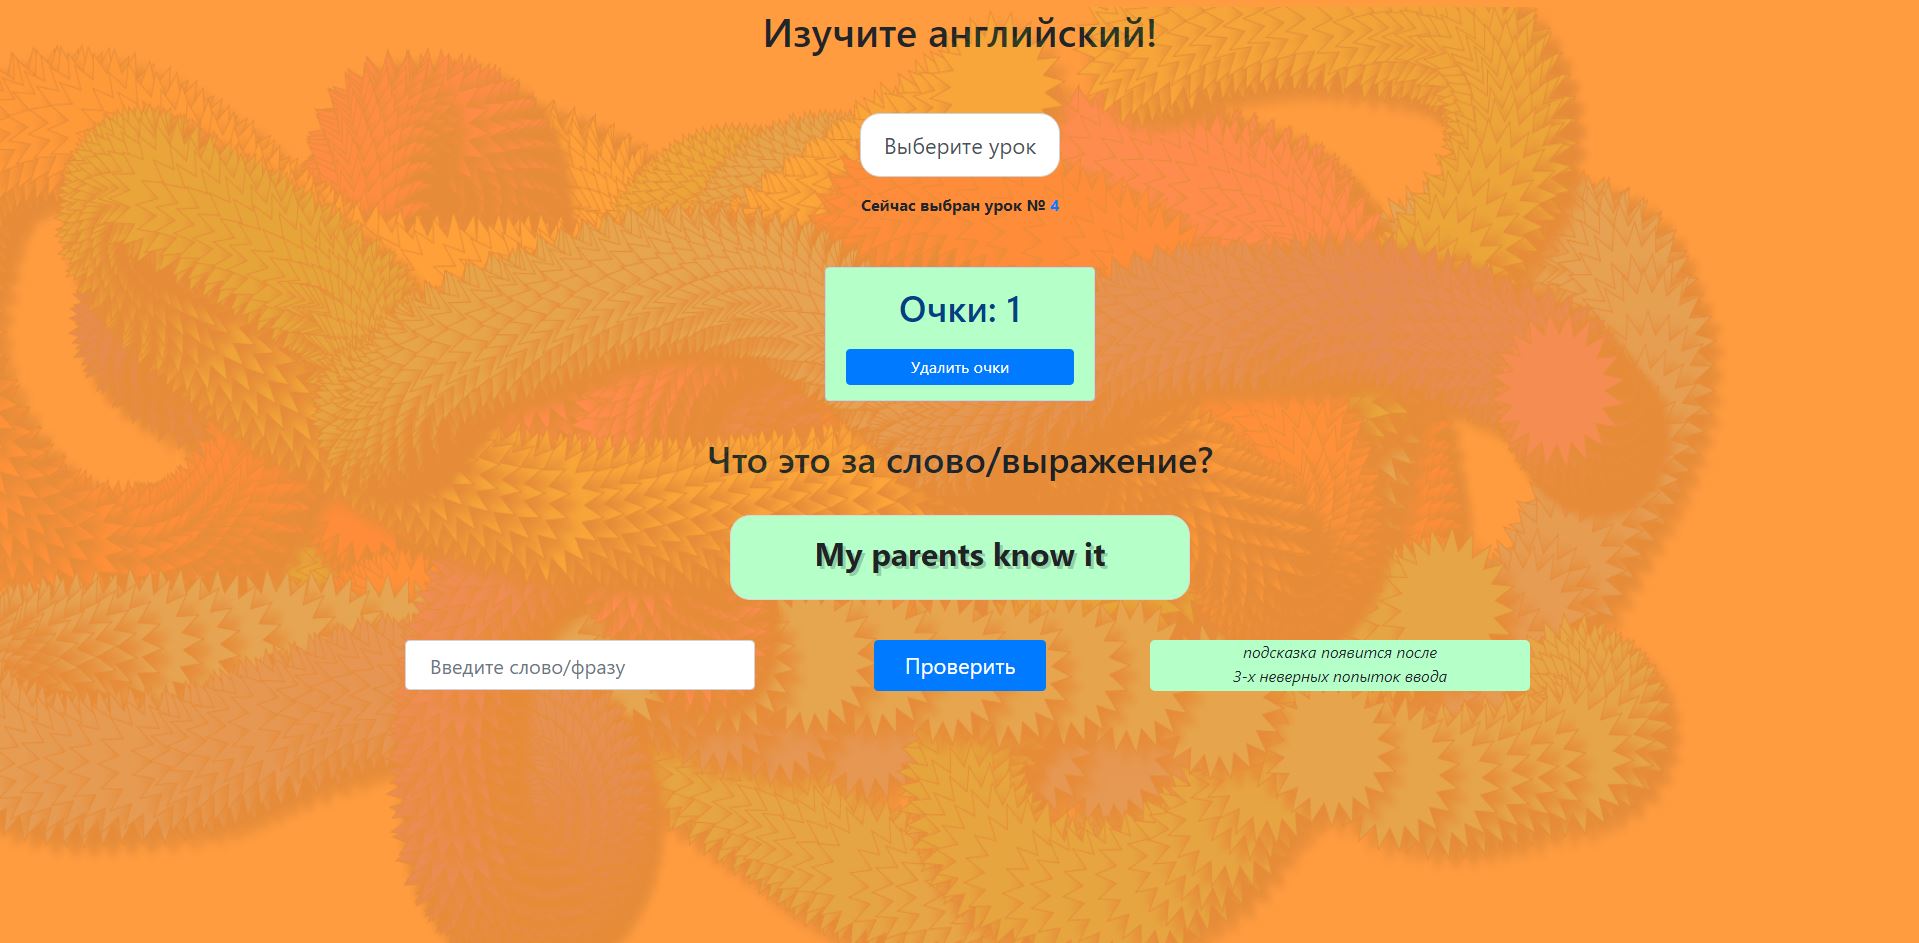 Изучите английский!
Выберите урок
Сейчас выбран урок № 4
Очки: 1
Удалить очки
Что это за слово/выражение?
My parents know it
Введите слово/фразу
Проверить
подсказка появится после
3-х неверных попыток ввода